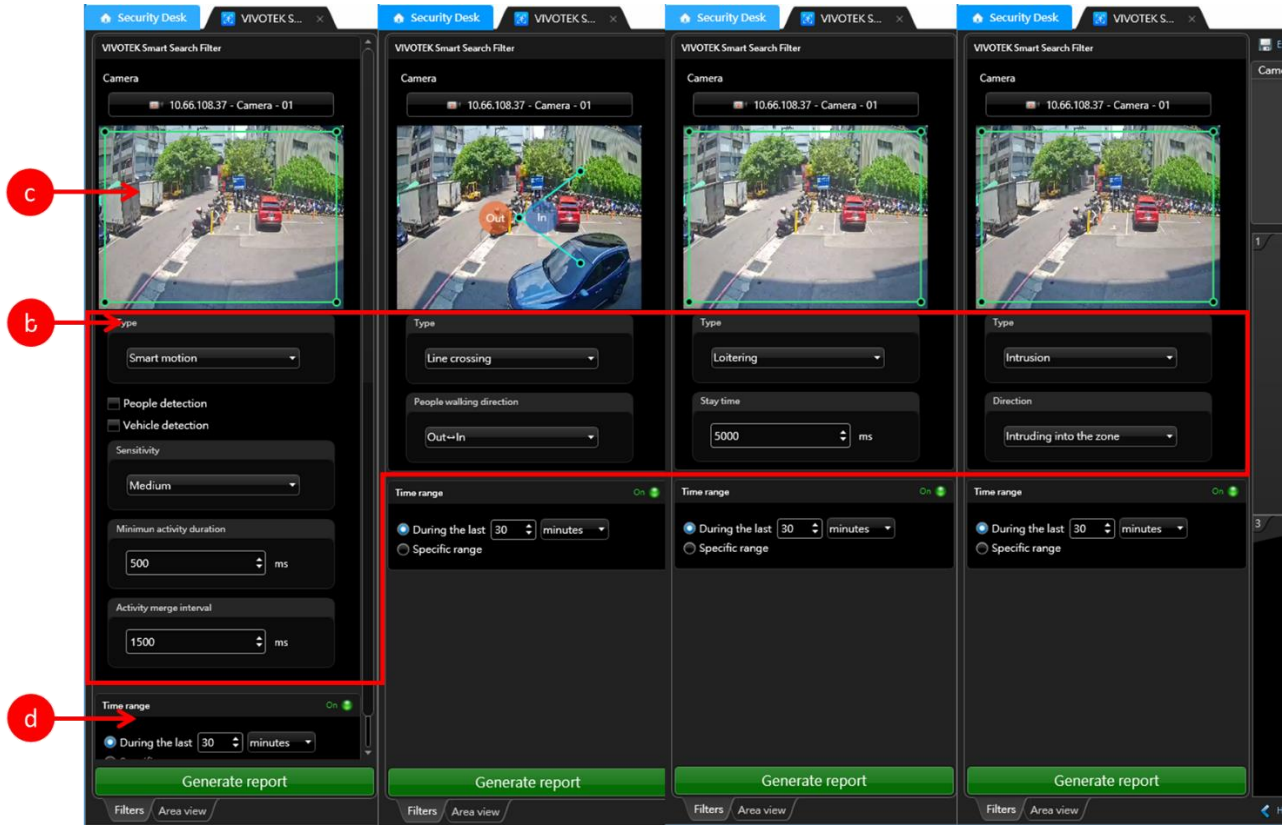 Security Desk VIVOTEK S... ×
VIVOTEK Smart Search Filter
Camera
10.66.108.37 - Camera - 01
c
b
Type
Smart motion
People detection
Vehicle detection
Sensitivity
Medium
Minimun activity duration
500 ms
Activity merge interval
1500 ms
d
Time range On
During the last 30 minutes
Generate report
Filters Area view
Security Desk VIVOTEK S... ×
VIVOTEK Smart Search Filter
Camera
10.66.108.37 - Camera - 01
Out In
Type
Line crossing
People walking direction
Out↔In
Time range On
During the last 30 minutes
Specific range
Generate report
Filters Area view
Security Desk VIVOTEK S... ×
VIVOTEK Smart Search Filter
Camera
10.66.108.37 - Camera - 01
Type
Loitering
Stay time
5000 ms
Time range On
During the last 30 minutes
Specific range
Generate report
Filters Area view
Security Desk VIVOTEK S... ×
VIVOTEK Smart Search Filter
Camera
10.66.108.37 - Camera - 01
Type
Intrusion
Direction
Intruding into the zone
Time range On
During the last 30 minutes
Specific range
Generate report
Filters Area view
1
3